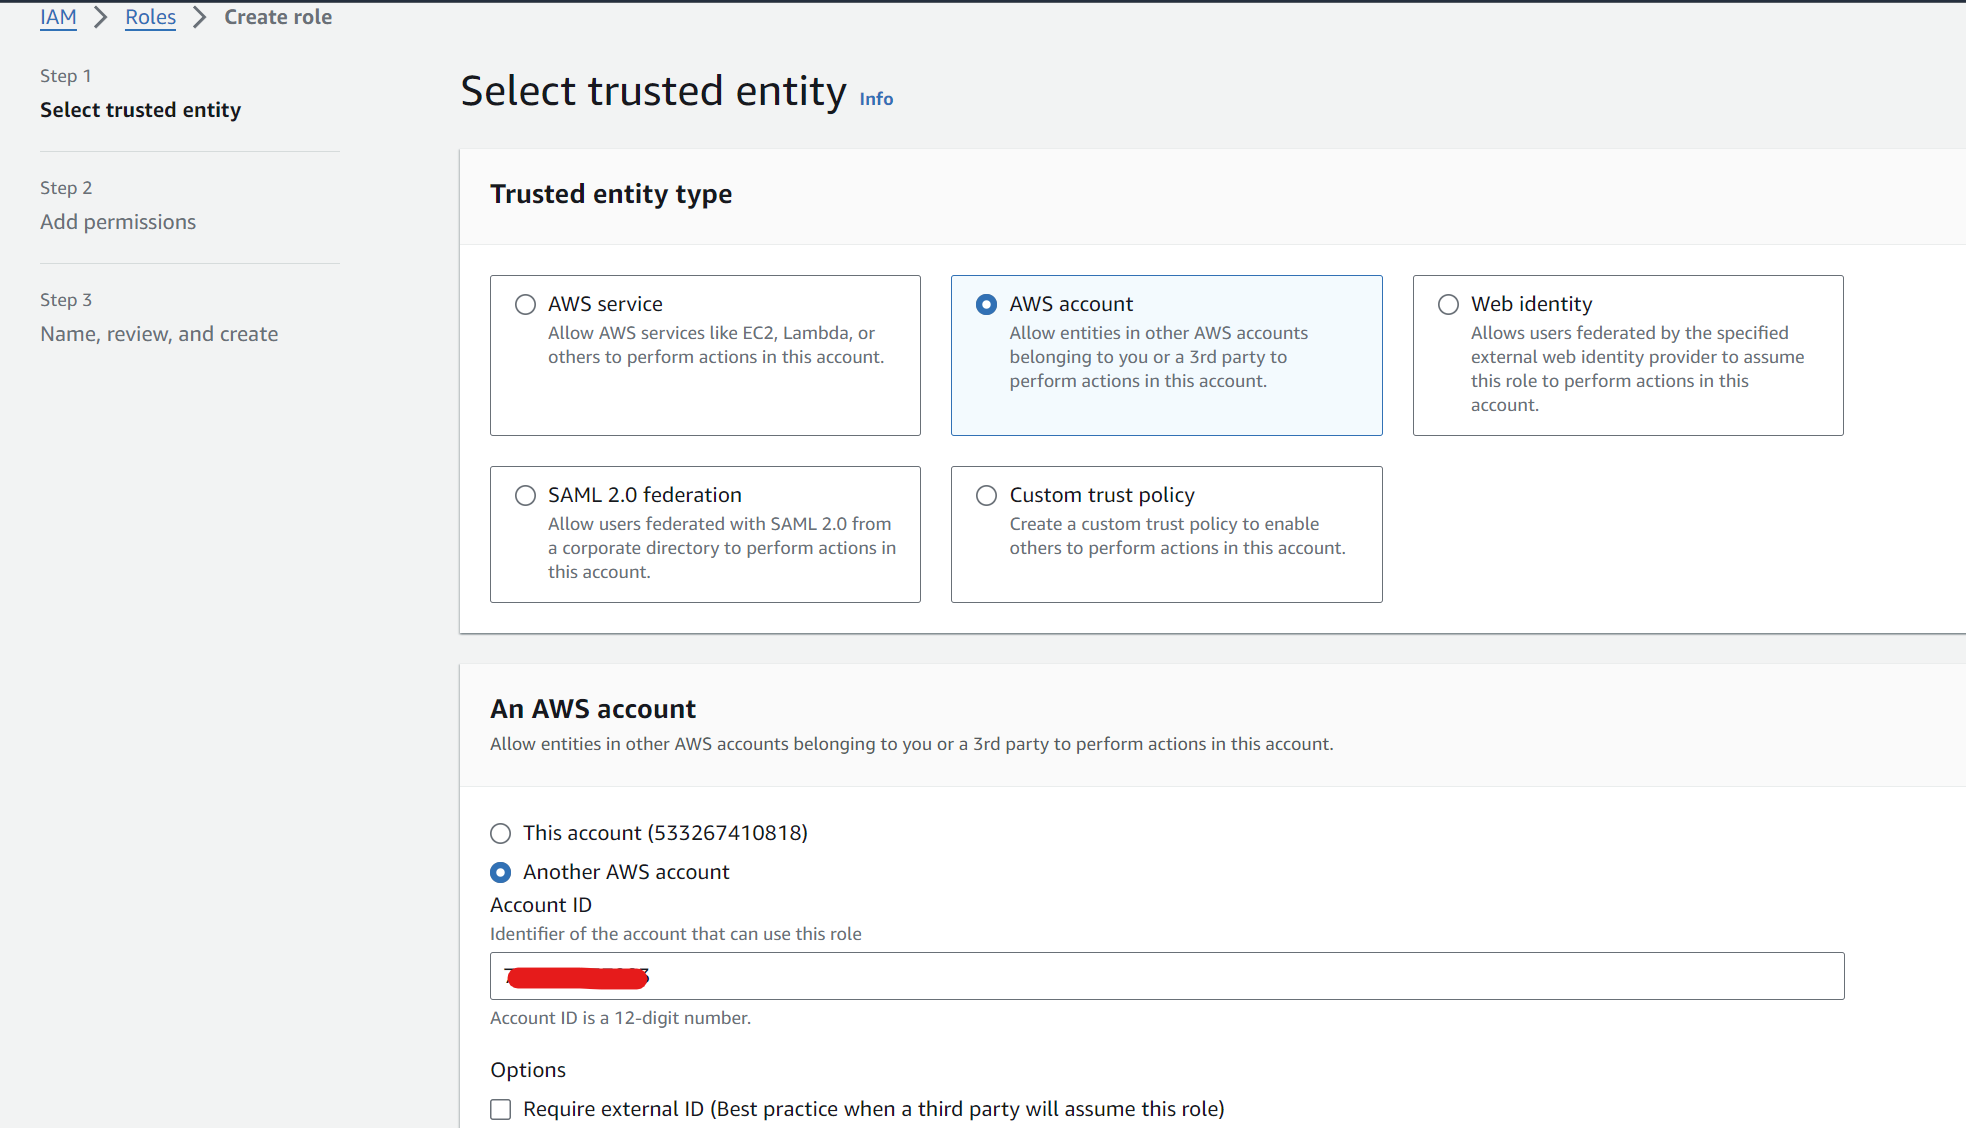 IAM > Roles > Create role
Step 1
Select trusted entity
Step 2
Add permissions
Step 3
Name, review, and create
Select trusted entity Info
Trusted entity type
AWS service
Allow AWS services like EC2, Lambda, or
others to perform actions in this account.
AWS account
Allow entities in other AWS accounts
belonging to you or a 3rd party to
perform actions in this account.
Web identity
Allows users federated by the specified
external web identity provider to assume
this role to perform actions in this
account.
SAML 2.0 federation
Allow users federated with SAML 2.0 from
a corporate directory to perform actions in
this account.
Custom trust policy
Create a custom trust policy to enable
others to perform actions in this account.
An AWS account
Allow entities in other AWS accounts belonging to you or a 3rd party to perform actions in this account.
This account (533267410818)
Another AWS account
Account ID
Identifier of the account that can use this role
Account ID is a 12-digit number.
Options
Require external ID (Best practice when a third party will assume this role)